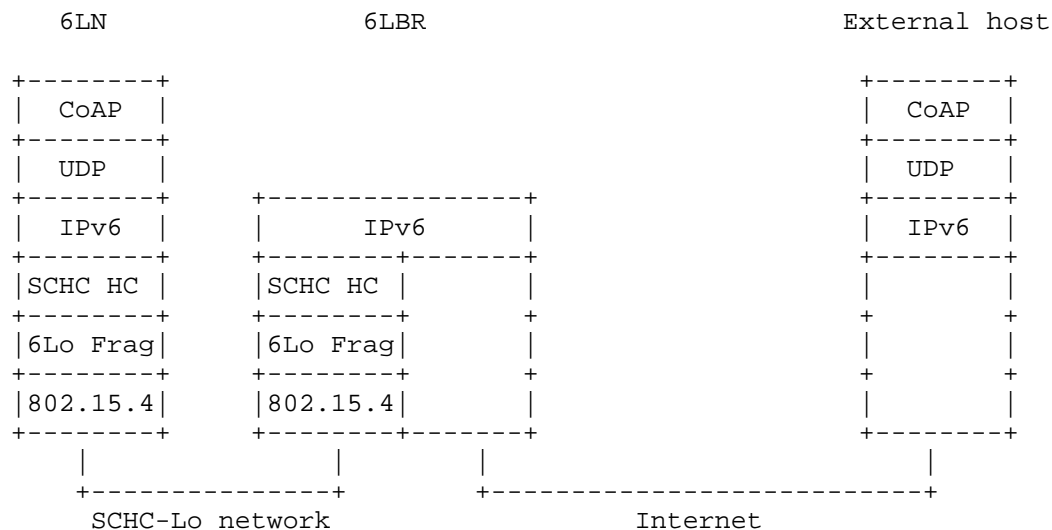 6LN 6LBR External host
CoAP CoAP
UDP UDP
IPv6 IPv6 IPv6
SCHC HC SCHC HC
6Lo Frag 6Lo Frag
802.15.4 802.15.4
SCHC-Lo network Internet